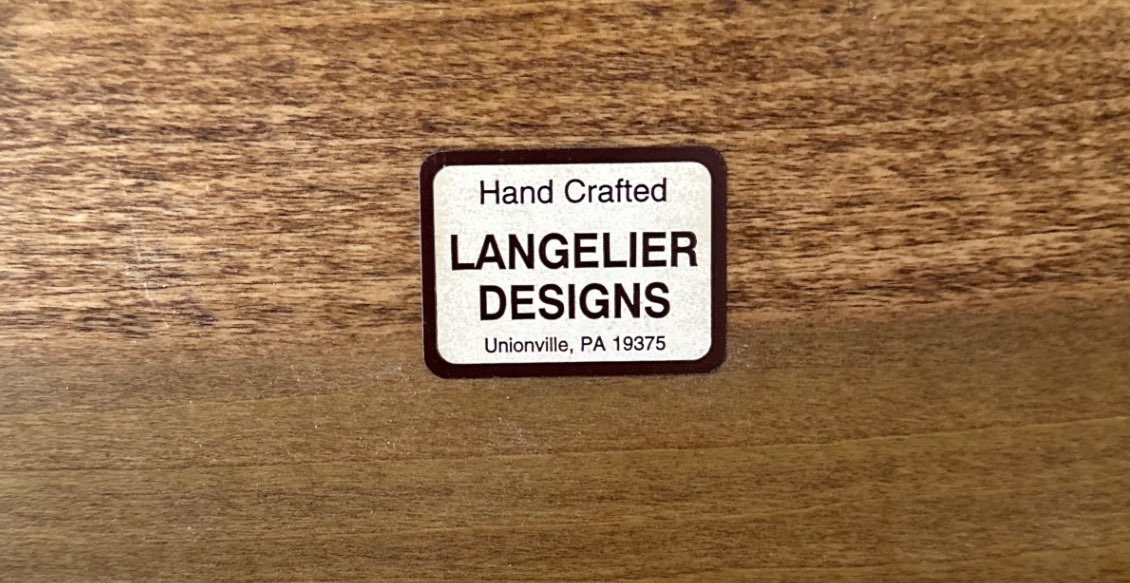 Hand Crafted
LANGELIER
DESIGNS
Unionville, PA 19375